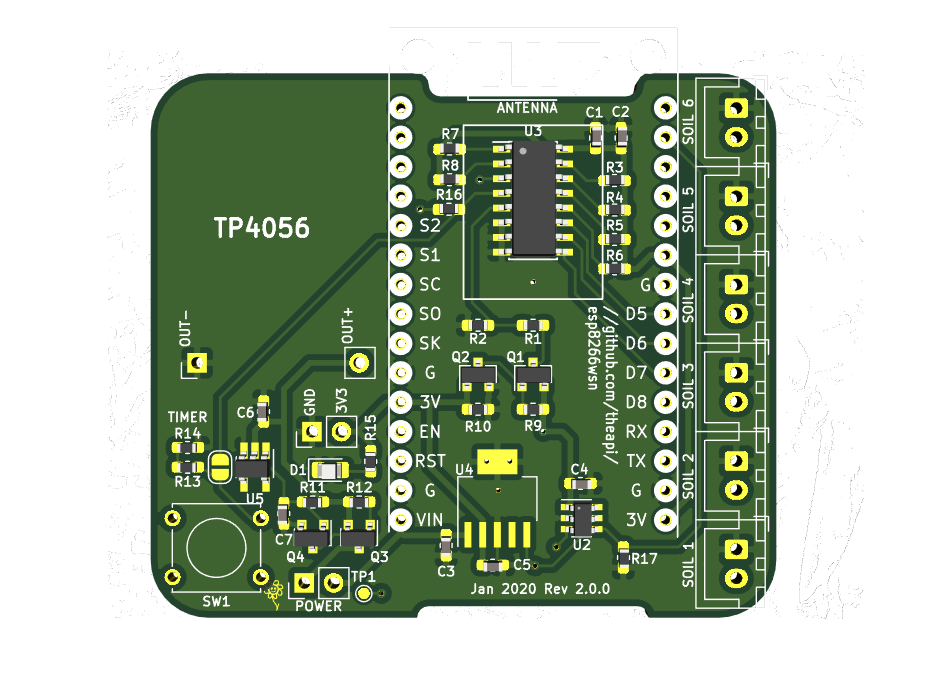 ANTENNA
C1 C2
U3
R7
R8
R16
R3
R4
R5
R6
SOIL 6
SOIL 5
SOIL 4
SOIL 3
SOIL 2
SOIL 1
TP4056
S2
S1
SC
SO
SK
G
3V
EN
RST
G
VIN
G
D5
D6
D7
D8
RX
TX
G
3V
//github.com/theapi/
esp8266wsn
OUT-
OUT+
R2 R1
Q2 Q1
R10 R9
GND
3V3
R15
C6
TIMER
R14
R13
D1
R11 R12
U5
C7
Q4 Q3
U4
C4
U2
R17
C3
C5
TP1
SW1
POWER
Jan 2020 Rev 2.0.0